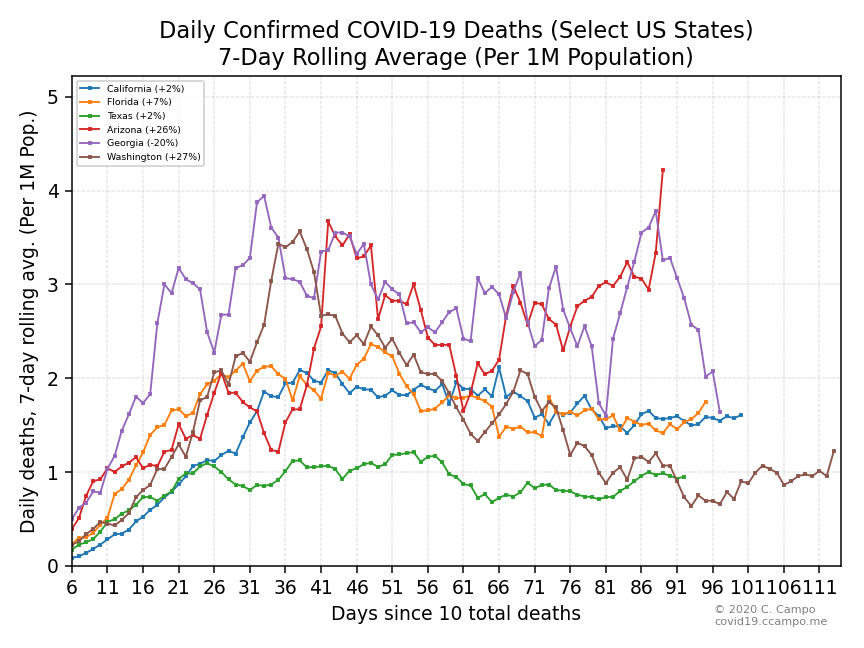 Daily Confirmed COVID-19 Deaths (Select US States)
7-Day Rolling Average (Per 1M Population)
California (+2%)
Florida (+7%)
Texas (+2%)
Arizona (+26%)
Georgia (-20%)
Washington (+27%)
Daily deaths, 7-day rolling avg. (Per 1M Pop.)
5
4
3
2
1
0
6 11 16 21 26 31 36 41 46 51 56 61 66 71 76 81 86 91 96 101 106 111
Days since 10 total deaths
© 2020 C. Campo
covid19.ccampo.me